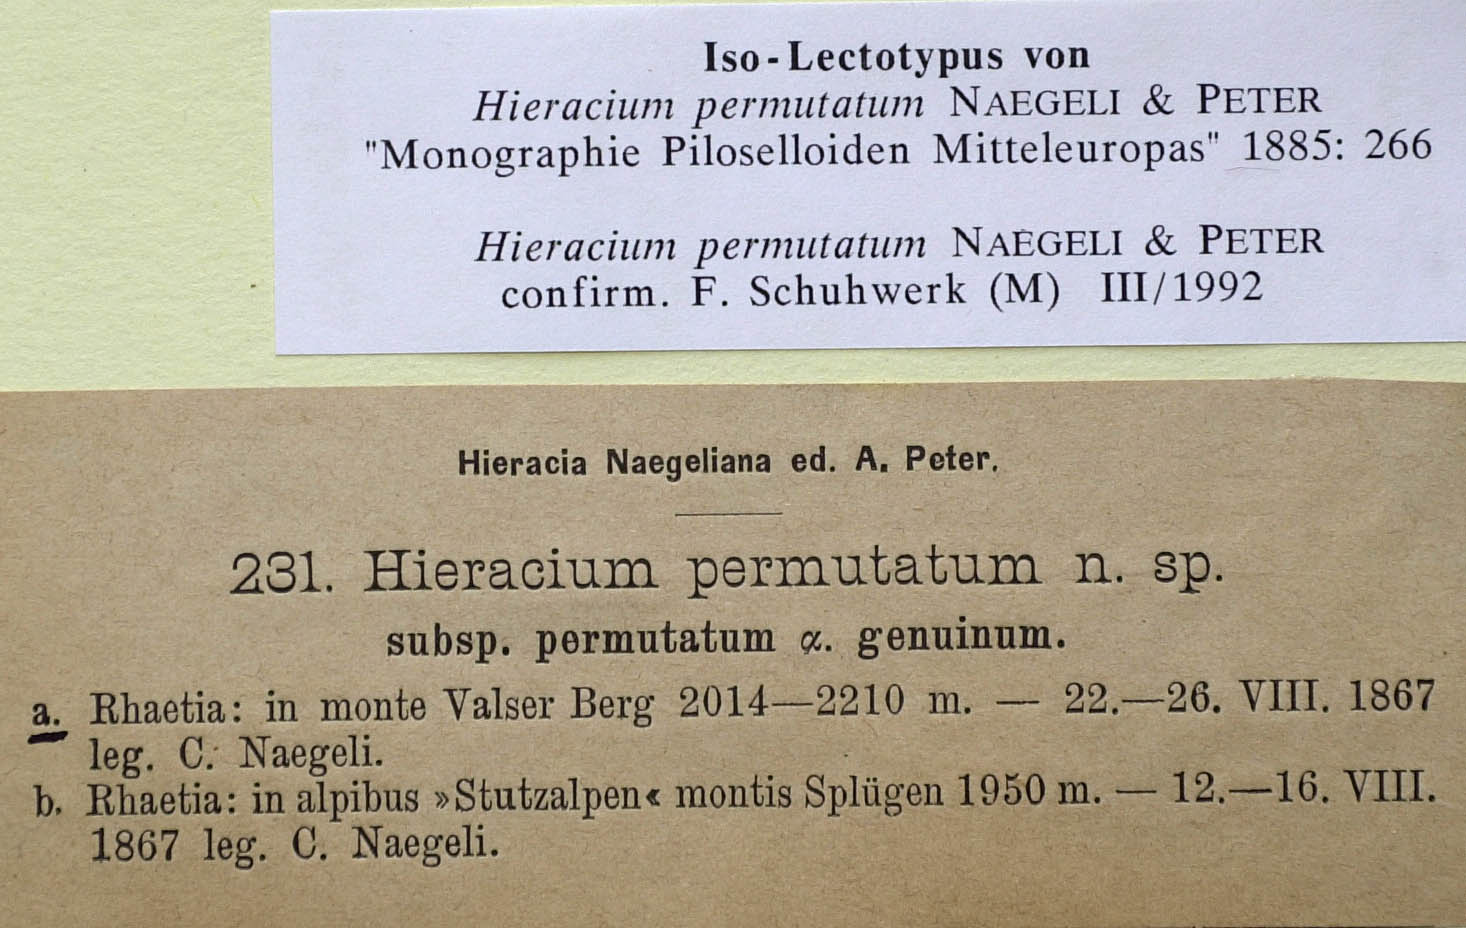 Iso-Lectotypus von
Hieracium permutatum NAEGELI & PETER
"Monographie Piloselloiden Mitteleuropas" 1885: 266
Hieracium permutatum NAEGELI & PETER
confirm. F. Schuhwerk (M) III/1992
Hieracia Naegeliana ed. A. Peter.
231. Hieracium permutatum n. sp.
subsp. permutatum α. genuinum.
a. Rhaetia: in monte Valser Berg 2014—2210 m. — 22.—26. VIII. 1867
leg. C. Naegeli.
b. Rhaetia: in alpibus »Stutzalpen« montis Splügen 1950 m. — 12.—16. VIII.
1867 leg. C. Naegeli.